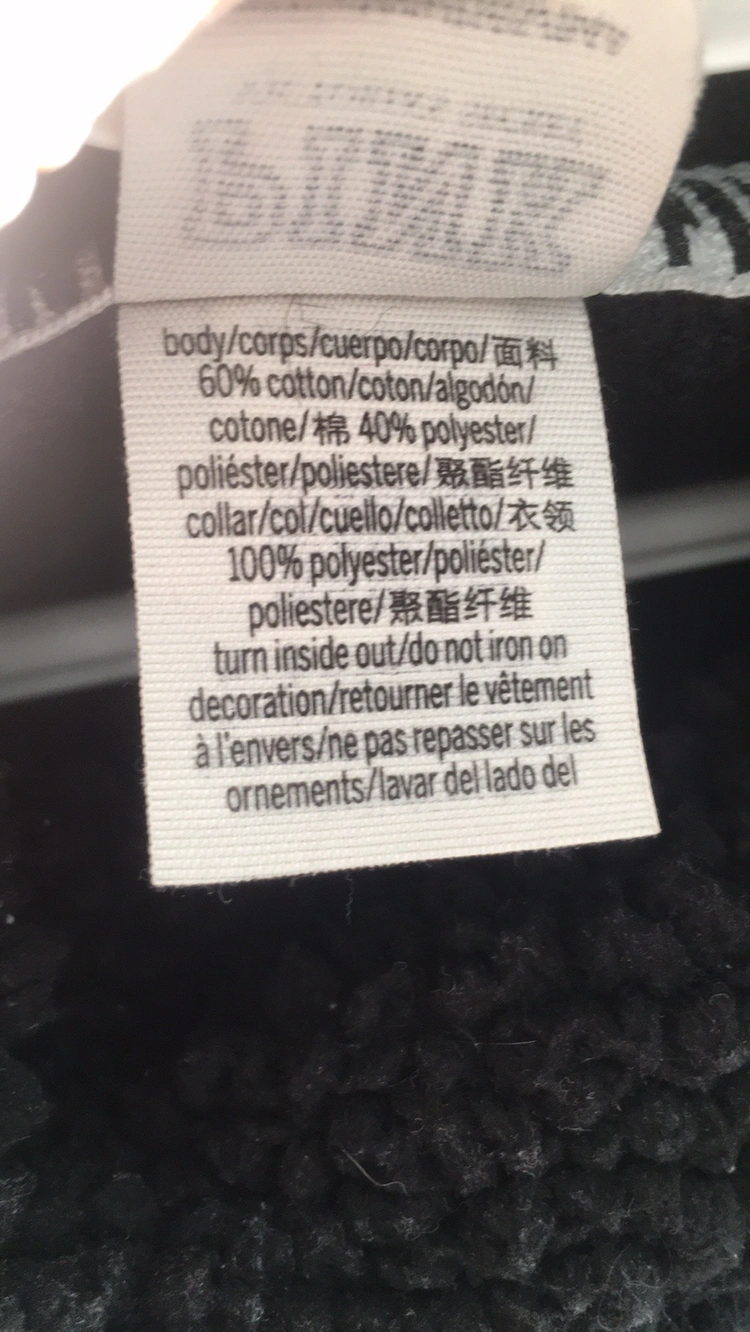 body/corps/cuerpo/corpo/面料
60% cotton/coton/algodón/
cotone/棉 40% polyester/
poliéster/poliestere/聚酯纤维
collar/col/cuello/colletto/衣领
100% polyester/poliéster/
poliestere/聚酯纤维
turn inside out/do not iron on
decoration/retourner le vêtement
à l'envers/ne pas repasser sur les
ornements/lavar del lado del